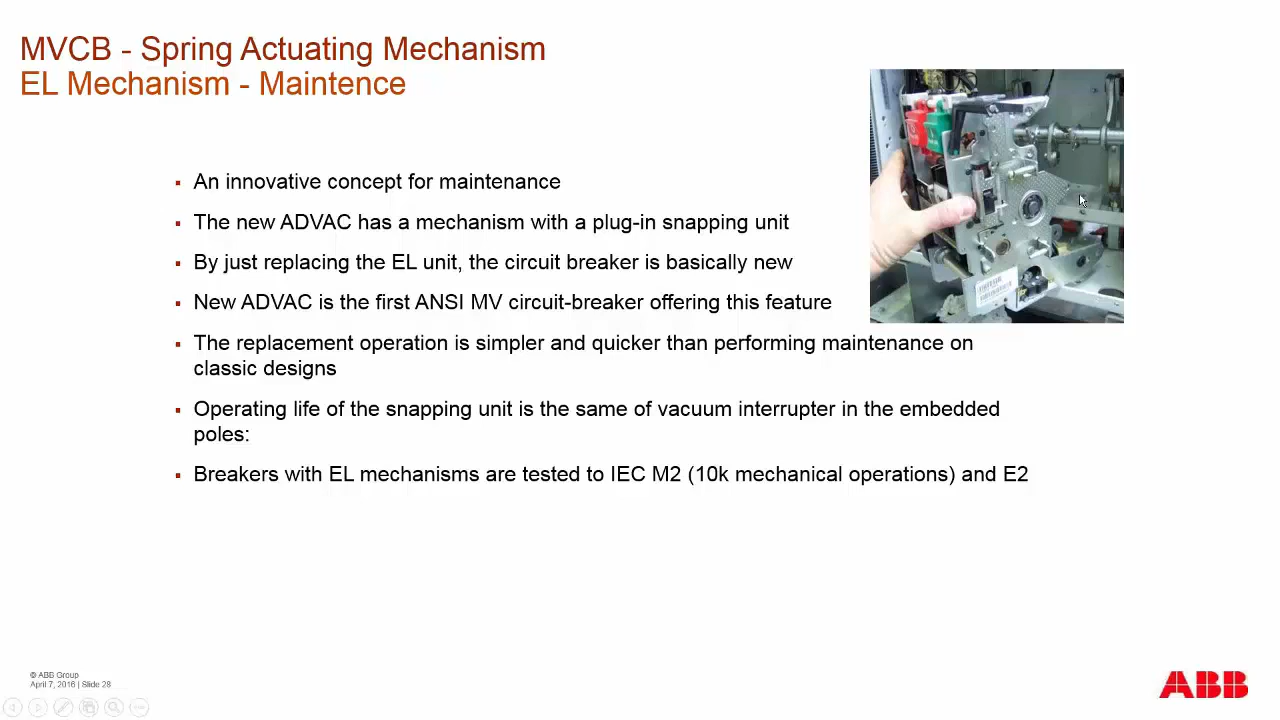 MVCB - Spring Actuating Mechanism
EL Mechanism - Maintence
An innovative concept for maintenance
The new ADVAC has a mechanism with a plug-in snapping unit
By just replacing the EL unit, the circuit breaker is basically new
New ADVAC is the first ANSI MV circuit-breaker offering this feature
The replacement operation is simpler and quicker than performing maintenance on
classic designs
Operating life of the snapping unit is the same of vacuum interrupter in the embedded
poles:
Breakers with EL mechanisms are tested to IEC M2 (10k mechanical operations) and E2
© ABB Group
April 7, 2016 | Slide 28
ABB